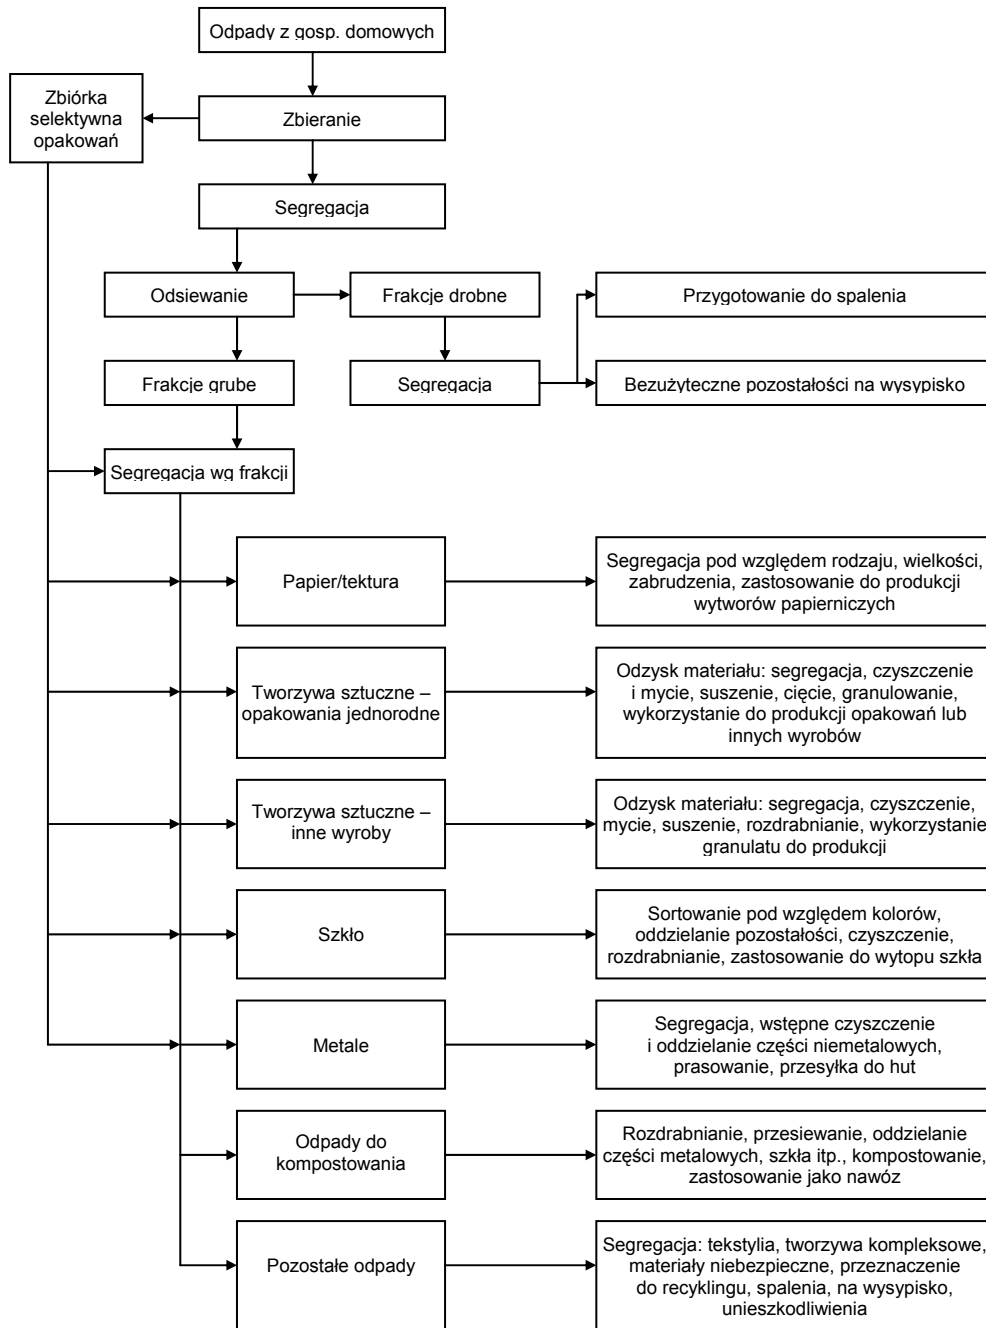 Odpady z gosp. domowych
Zbiórka
selektywna
opakowań
Zbieranie
Segregacja
Odsiewanie
Frakcje drobne
Przygotowanie do spalenia
Frakcje grube
Segregacja
Bezużyteczne pozostałości na wysypisko
Segregacja wg frakcji
Papier/tektura
Segregacja pod względem rodzaju, wielkości,
zabrudzenia, zastosowanie do produkcji
wytworów papierniczych
Tworzywa sztuczne –
opakowania jednorodne
Odzysk materiału: segregacja, czyszczenie
i mycie, suszenie, cięcie, granulowanie,
wykorzystanie do produkcji opakowań lub
innych wyrobów
Tworzywa sztuczne –
inne wyroby
Odzysk materiału: segregacja, czyszczenie,
mycie, suszenie, rozdrabnianie, wykorzystanie
granulatu do produkcji
Szkło
Sortowanie pod względem kolorów,
oddzielanie pozostałości, czyszczenie,
rozdrabnianie, zastosowanie do wytopu szkła
Metale
Segregacja, wstępne czyszczenie
i oddzielanie części niemetalowych,
prasowanie, przesyłka do hut
Odpady do
kompostowania
Rozdrabnianie, przesiewanie, oddzielanie
części metalowych, szkła itp., kompostowanie,
zastosowanie jako nawóz
Pozostałe odpady
Segregacja: tekstylia, tworzywa kompleksowe,
materiały niebezpieczne, przeznaczenie
do recyklingu, spalenia, na wysypisko,
unieszkodliwienia